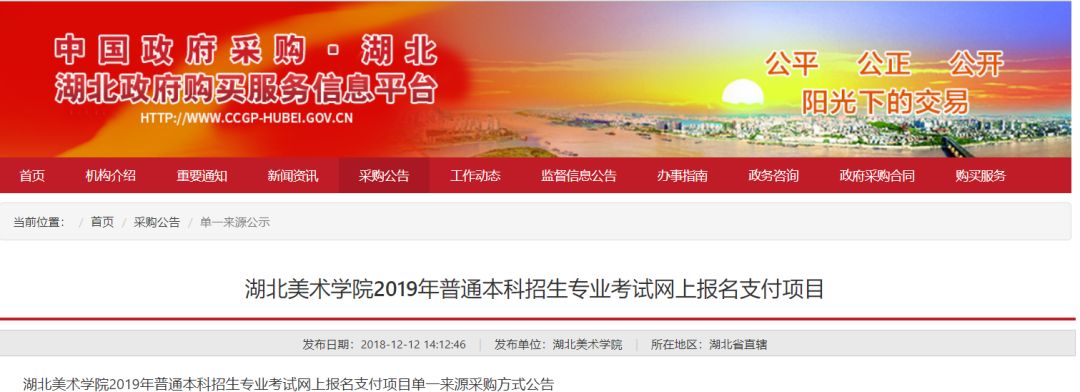 中国政府采购·湖北
湖北政府购买服务信息平台
HTTP://WWW.CCGP-HUBEI.GOV.CN
公平 公正 公开
阳光下的交易
首页 机构介绍 重要通知 新闻资讯 采购公告 工作动态 监督信息公告 办事指南 政务咨询 政府采购合同 购买服务
当前位置： / 首页 / 采购公告 / 单一来源公示
湖北美术学院2019年普通本科招生专业考试网上报名支付项目
发布日期：2018-12-12 14:12:46 | 发布单位：湖北美术学院 | 所在地区：湖北省直辖
湖北美术学院2019年普通本科招生专业考试网上报名支付项目单一来源采购方式公告